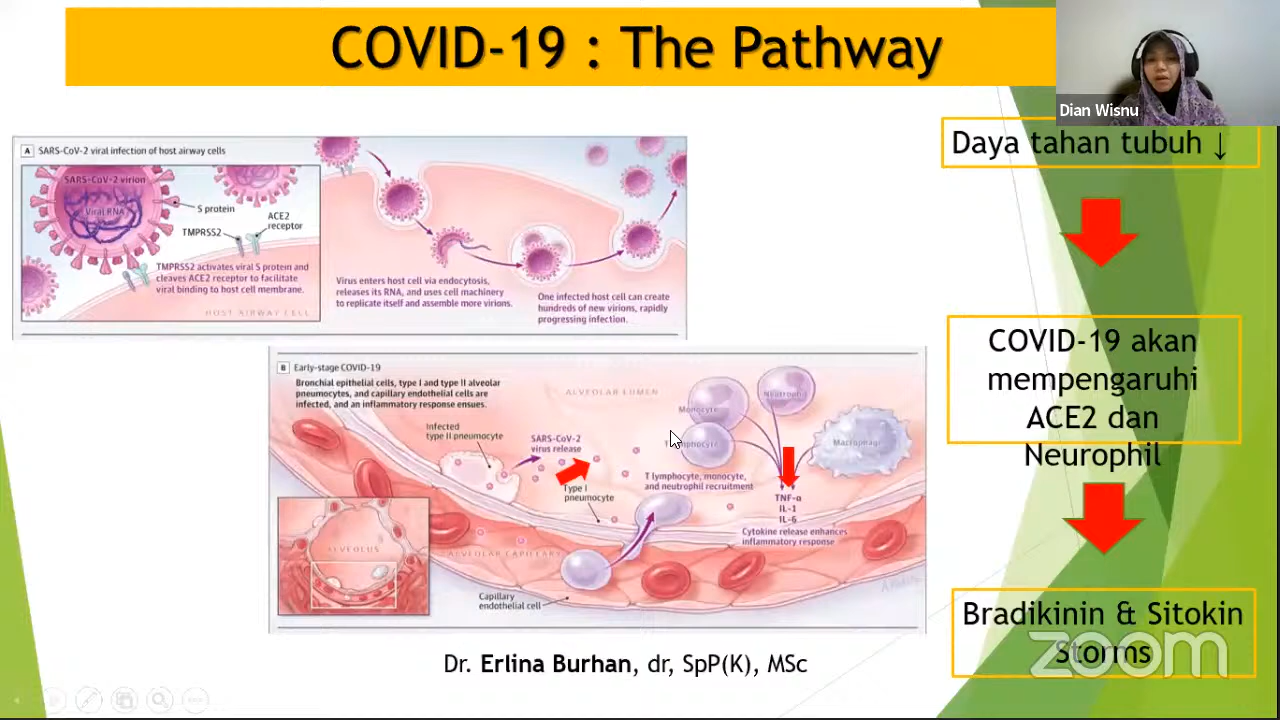 COVID-19 : The Pathway
Dian Wisnu
Daya tahan tubuh ↓
A SARS-CoV-2 viral infection of host airway cells
SARS-CoV-2 virion
Viral RNA
S protein
ACE2
receptor
TMPRSS2
TMPRSS2 activates viral S protein and
cleaves ACE2 receptor to facilitate
viral binding to host cell membrane.
HOST AIRWAY CELL
Virus enters host cell via endocytosis,
releases its RNA, and uses cell machinery
to replicate itself and assemble more virions.
One infected host cell can create
hundreds of new virions, rapidly
progressing infection.
COVID-19 akan
mempengaruhi
ACE2 dan
Neurophil
B Early-stage COVID-19
Bronchial epithelial cells, type I and type II alveolar
pneumocytes, and capillary endothelial cells are
infected, and an inflammatory response ensues.
ALVEOLAR LUMEN
Monocyte
Neutrophil
T lymphocyte
Macrophage
Infected
type II pneumocyte
SARS-CoV-2
virus release
Type I
pneumocyte
T lymphocyte, monocyte,
and neutrophil recruitment
TNF-α
IL-1
IL-6
Cytokine release enhances
inflammatory response
ALVEOLUS
ALVEOLAR CAPILLARY
Capillary
endothelial cell
Bradikinin & Sitokin
Storms
zoom
Dr. Erlina Burhan, dr, SpP(K), MSc